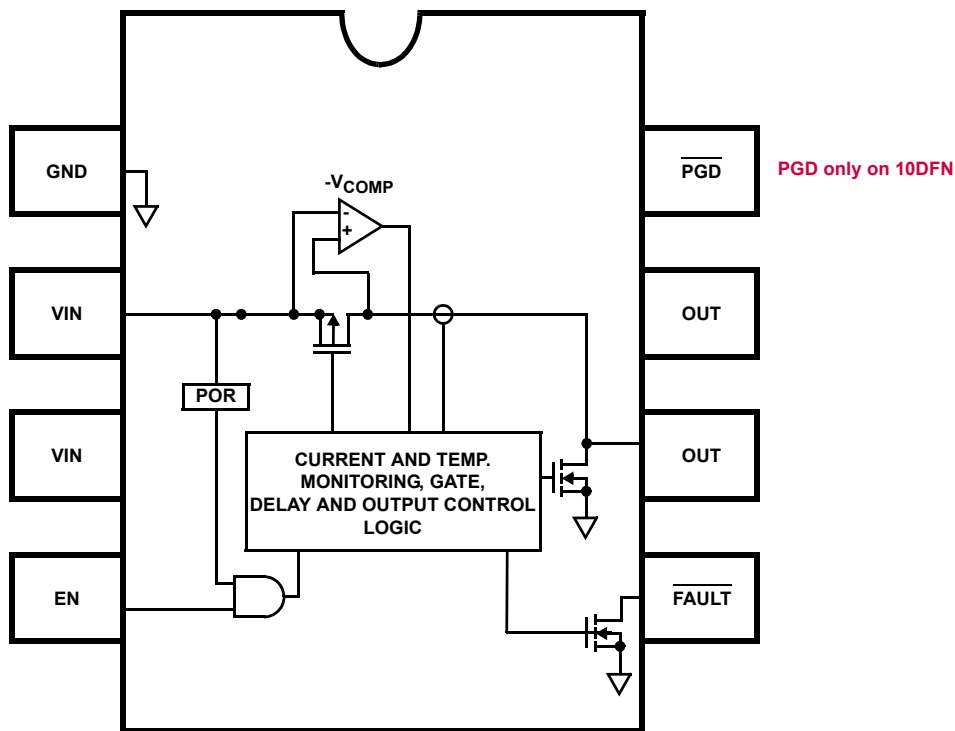 GND
PGD
PGD only on 10DFN
-VCOMP
-
+
VIN
OUT
POR
VIN
CURRENT AND TEMP.
MONITORING, GATE,
DELAY AND OUTPUT CONTROL
LOGIC
OUT
EN
FAULT